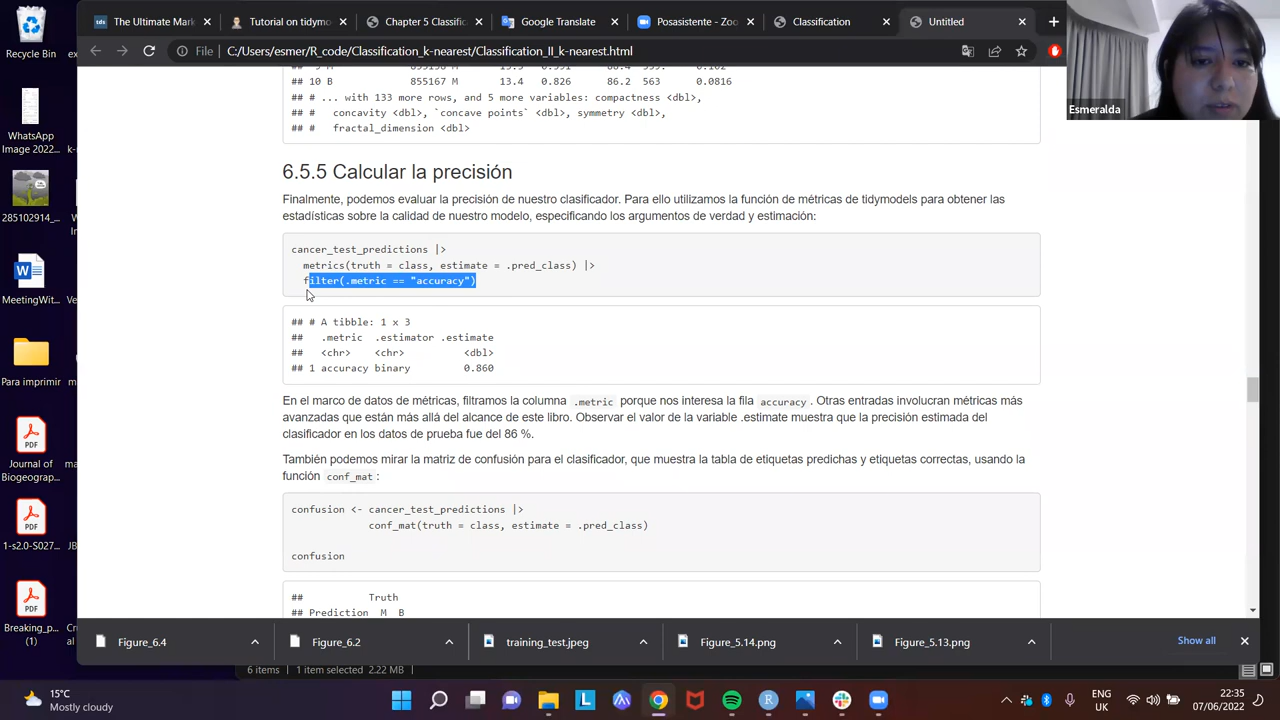 The Ultimate Mark
Tutorial on tidymo
Chapter 5 Classifi
Google Translate
Posasistente - Zo
Classification
Untitled
File
C:/Users/esmer/R_code/Classification_k-nearest/Classification_II_k-nearest.html
Esmeralda
Recycle Bin
WhatsApp
Image 2022...
285102914_...
MeetingWit...
Para imprimir
Journal of
Biogeograp...
1-s2.0-S027...
Breaking_p...
(1)
## 10 B 855167 M 13.4 0.826 86.2 563 0.0816
## # ... with 133 more rows, and 5 more variables: compactness <dbl>,
## # concavity <dbl>, `concave points` <dbl>, symmetry <dbl>,
## # fractal_dimension <dbl>
6.5.5 Calcular la precisión
Finalmente, podemos evaluar la precisión de nuestro clasificador. Para ello utilizamos la función de métricas de tidymodels para obtener las
estadísticas sobre la calidad de nuestro modelo, especificando los argumentos de verdad y estimación:
cancer_test_predictions |>
metrics(truth = class, estimate = .pred_class) |>
filter(.metric == "accuracy")
## # A tibble: 1 x 3
## .metric .estimator .estimate
## <chr> <chr> <dbl>
## 1 accuracy binary 0.860
En el marco de datos de métricas, filtramos la columna .metric porque nos interesa la fila accuracy . Otras entradas involucran métricas más
avanzadas que están más allá del alcance de este libro. Observar el valor de la variable .estimate muestra que la precisión estimada del
clasificador en los datos de prueba fue del 86 %.
También podemos mirar la matriz de confusión para el clasificador, que muestra la tabla de etiquetas predichas y etiquetas correctas, usando la
función conf_mat :
confusion <- cancer_test_predictions |>
conf_mat(truth = class, estimate = .pred_class)
confusion
## Truth
## Prediction M B
Figure_6.4
Figure_6.2
training_test.jpeg
Figure_5.14.png
Figure_5.13.png
Show all
6 items 1 item selected 2.22 MB
15°C
Mostly cloudy
ENG
UK
22:35
07/06/2022